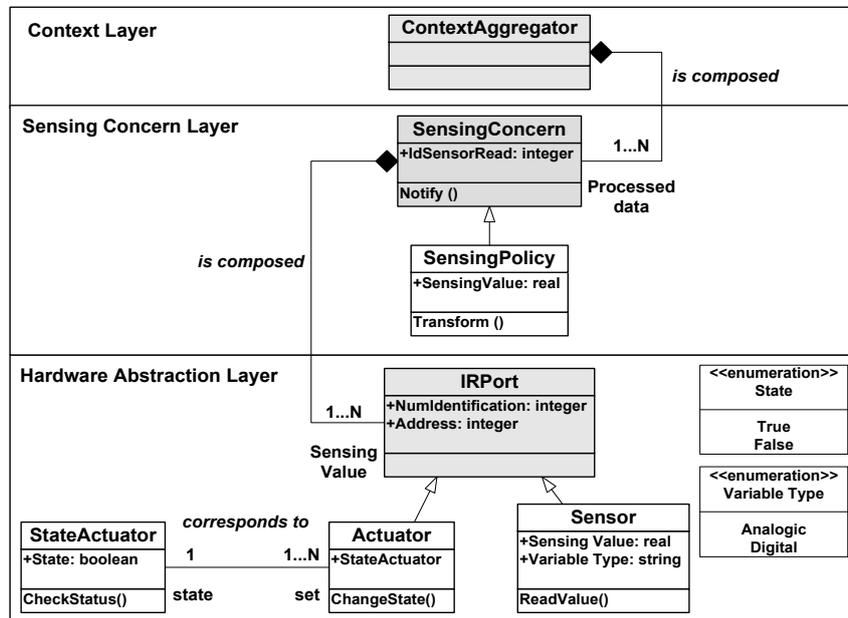 Context Layer
ContextAggregator
is composed
Sensing Concern Layer
SensingConcern
+IdSensorRead: integer
Notify ()
1...N
Processed
data
is composed
SensingPolicy
+SensingValue: real
Transform ()
Hardware Abstraction Layer
IRPort
+NumIdentification: integer
+Address: integer
1...N
Sensing
Value
<<enumeration>>
State
True
False
<<enumeration>>
Variable Type
Analogic
Digital
StateActuator
+State: boolean
CheckStatus()
corresponds to
1
1...N
state
set
Actuator
+StateActuator
ChangeState()
Sensor
+Sensing Value: real
+Variable Type: string
ReadValue()